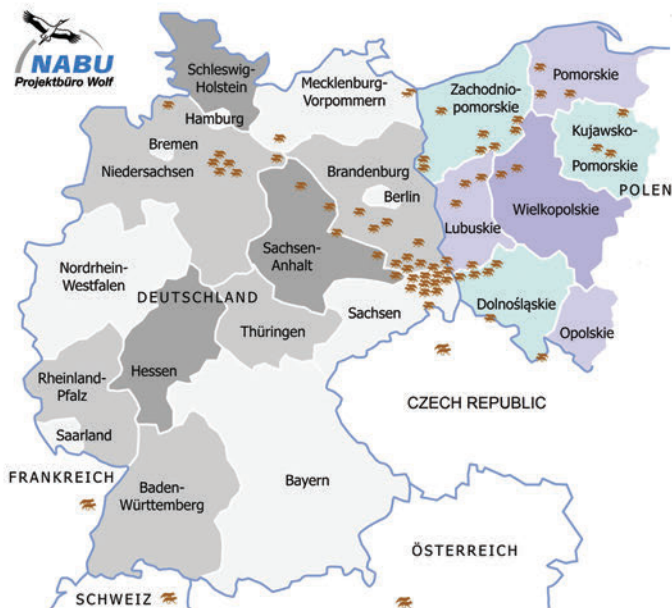 NABU
Projektbüro Wolf
Schleswig-
Holstein
Mecklenburg-
Vorpommern
Hamburg
Bremen
Niedersachsen
Brandenburg
Berlin
Sachsen-
Anhalt
Nordrhein-
Westfalen
DEUTSCHLAND
Thüringen
Sachsen
Hessen
Rheinland-
Pfalz
Saarland
Bayern
Baden-
Württemberg
Zachodnio-
pomorskie
Pomorskie
Kujawsko-
Pomorskie
POLEN
Lubuskie
Wielkopolskie
Dolnośląskie
Opolskie
CZECH REPUBLIC
FRANKREICH
ÖSTERREICH
SCHWEIZ